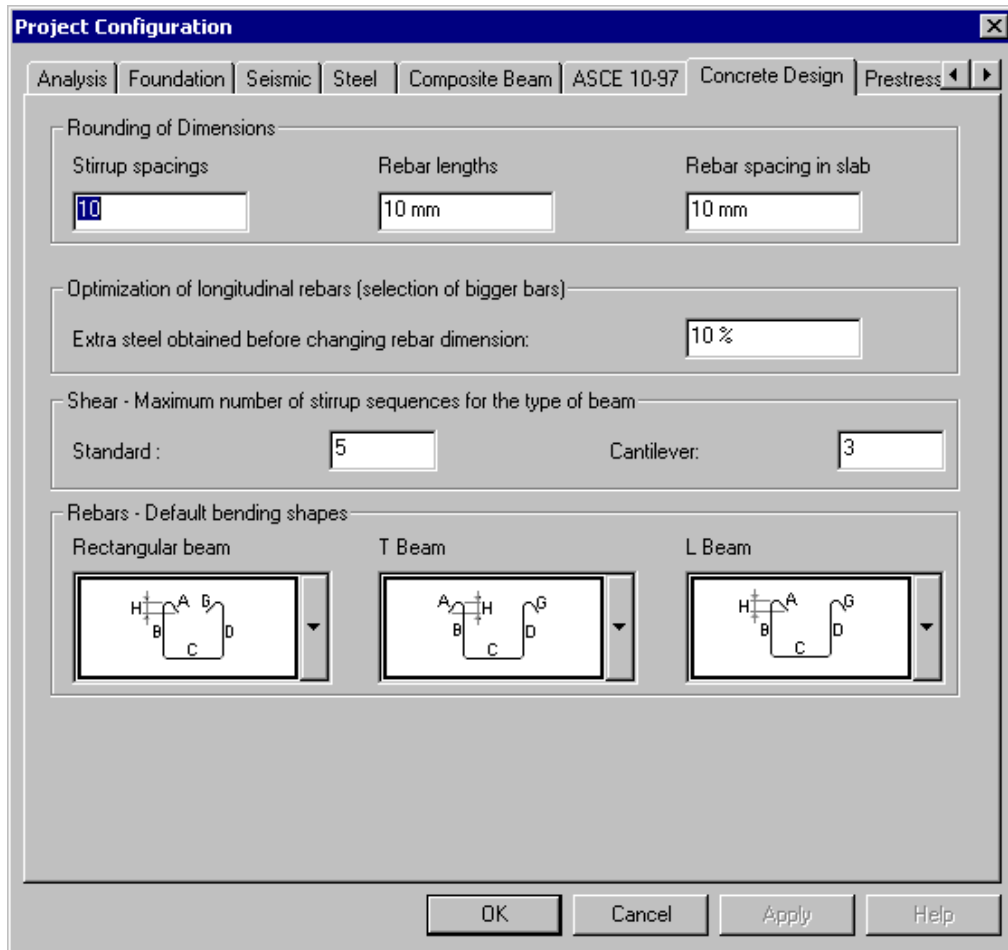 Project Configuration
Analysis Foundation Seismic Steel Composite Beam ASCE 10-97 Concrete Design Prestress
Rounding of Dimensions
Stirrup spacings Rebar lengths Rebar spacing in slab
10 10 mm 10 mm
Optimization of longitudinal rebars (selection of bigger bars)
Extra steel obtained before changing rebar dimension: 10 %
Shear - Maximum number of stirrup sequences for the type of beam
Standard : 5 Cantilever: 3
Rebars - Default bending shapes
Rectangular beam T Beam L Beam
H A G A H G H A G
B D B D B D
C C C
OK Cancel Apply Help